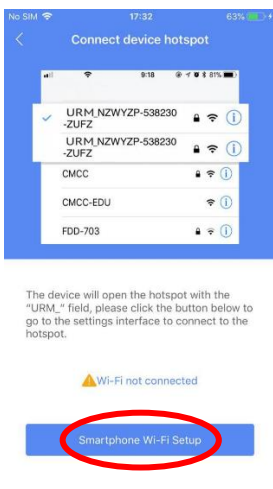 No SIM 17:32 63%
Connect device hotspot
9:18 81%
URM_NZWYZP-538230
-ZUFZ
URM_NZWYZP-538230
-ZUFZ
CMCC
CMCC-EDU
FDD-703
The device will open the hotspot with the
"URM_" field, please click the button below to
go to the settings interface to connect to the
hotspot.
Wi-Fi not connected
Smartphone Wi-Fi Setup